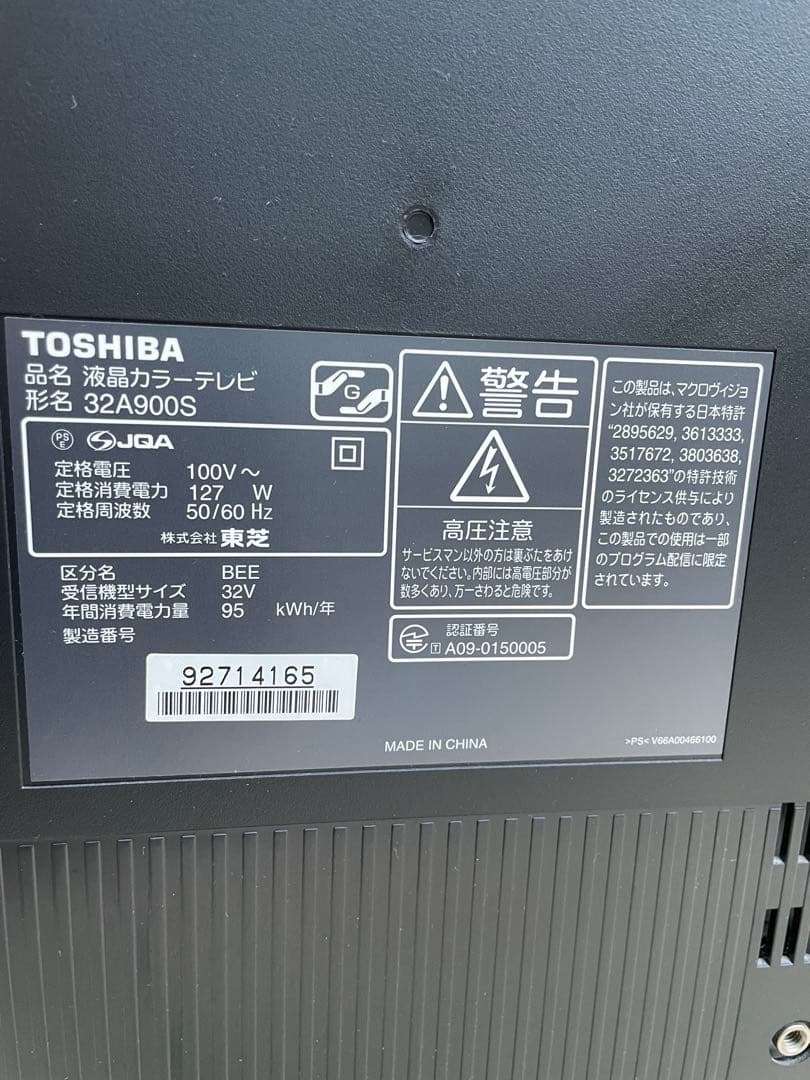 TOSHIBA
品名 液晶カラーテレビ
形名 32A900S
G
PS
E
JQA
定格電圧 100V～
定格消費電力 127 W
定格周波数 50/60 Hz
株式会社 東芝
区分名 BEE
受信機型サイズ 32V
年間消費電力量 95 kWh/年
製造番号
92714165
警告
高圧注意
サービスマン以外の方は裏ぶたをあけ
ないでください。内部には高電圧部分が
数多くあり、万一さわると危険です。
認証番号
T A09-0150005
この製品は、マクロヴィジョ
ン社が保有する日本特許
“2895629, 3613333,
3517672, 3803638,
3272363”の特許技術
のライセンス供与により
製造されたものであり、
この製品での使用は一部
のプログラム配信に限定
されています。
MADE IN CHINA
>PS< V66A00466100